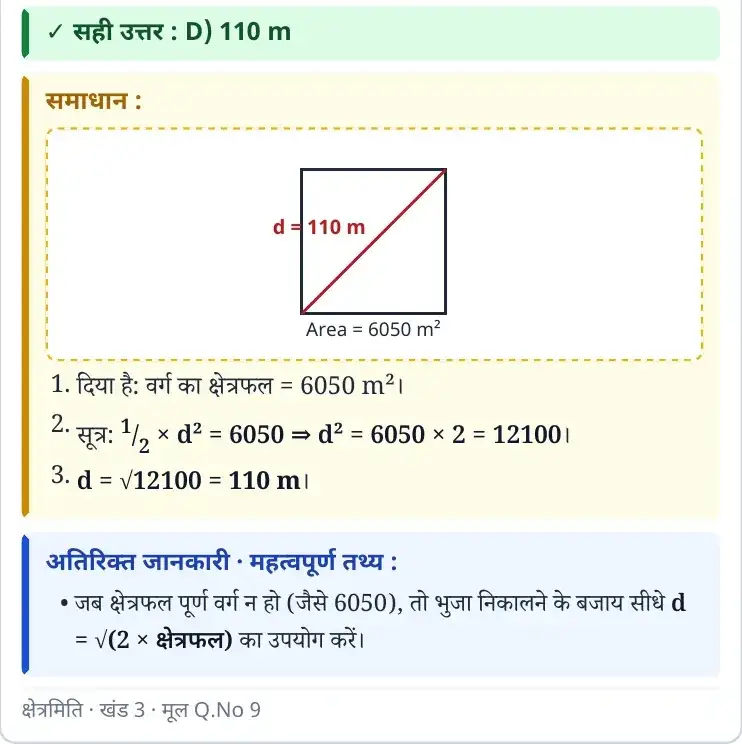 ✓ सही उत्तर : D) 110 m
समाधान :
d = 110 m
Area = 6050 m²
1. दिया है: वर्ग का क्षेत्रफल = 6050 m²।
2. सूत्र: 1/2 × d² = 6050 ⇒ d² = 6050 × 2 = 12100।
3. d = √12100 = 110 m।
अतिरिक्त जानकारी · महत्वपूर्ण तथ्य :
• जब क्षेत्रफल पूर्ण वर्ग न हो (जैसे 6050), तो भुजा निकालने के बजाय सीधे d
= √(2 × क्षेत्रफल) का उपयोग करें।
क्षेत्रमिति · खंड 3 · मूल Q.No 9